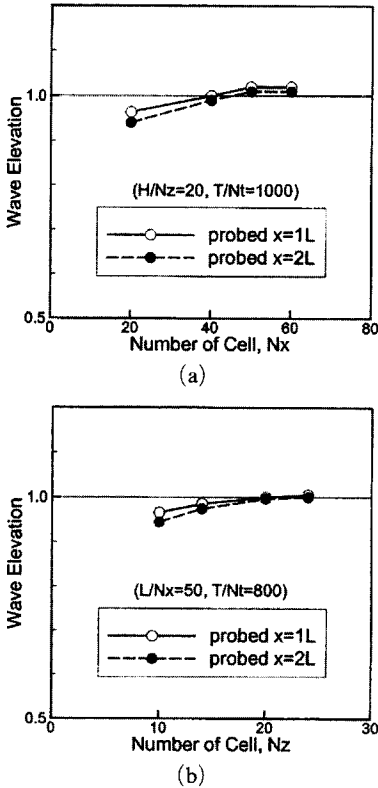 Wave Elevation
1.0
0.5
(H/Nz=20, T/Nt=1000)
probed x=1L
probed x=2L
0 20 40 60 80
Number of Cell, Nx
(a)
Wave Elevation
1.0
0.5
(L/Nx=50, T/Nt=800)
probed x=1L
probed x=2L
10 20 30
Number of Cell, Nz
(b)